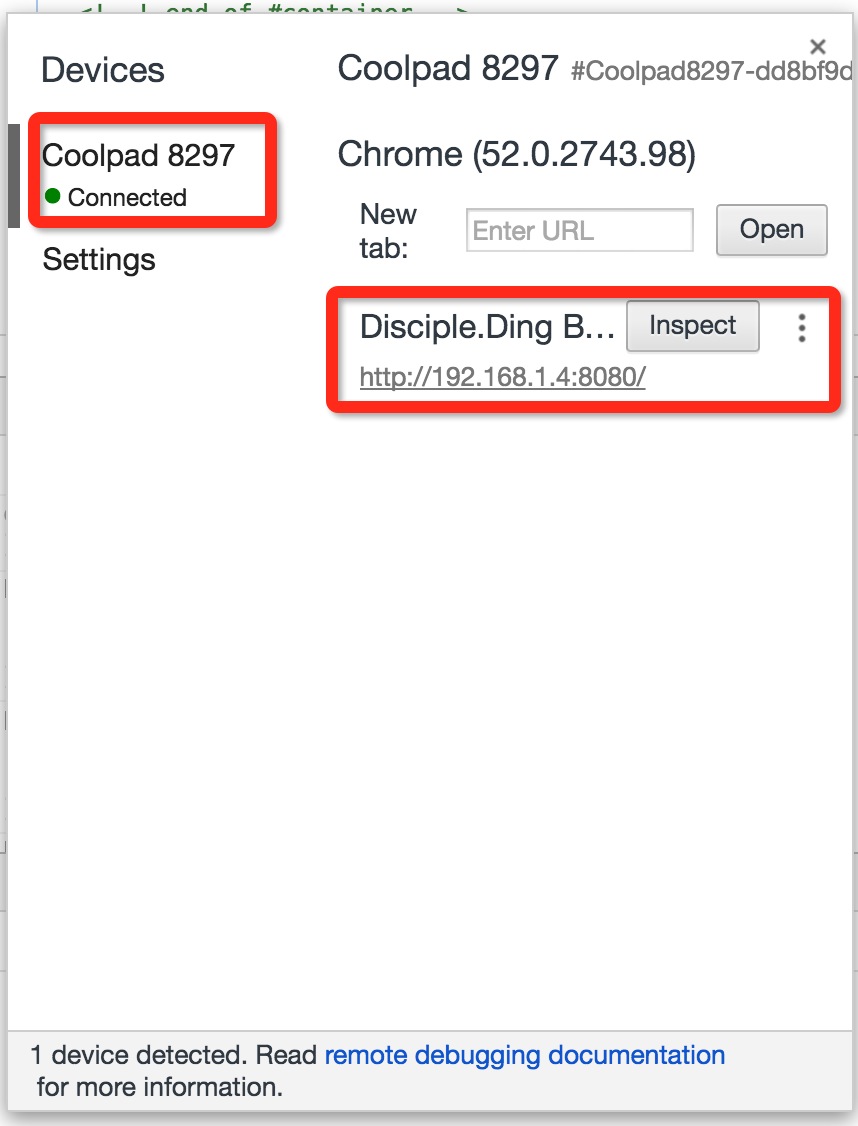 <!-- end of #container -->
Devices
Coolpad 8297 #Coolpad8297-dd8bf9d
×
Coolpad 8297
Connected
Settings
Chrome (52.0.2743.98)
New
tab:
Enter URL
Open
Disciple.Ding B...
Inspect
http://192.168.1.4:8080/
1 device detected. Read remote debugging documentation
for more information.